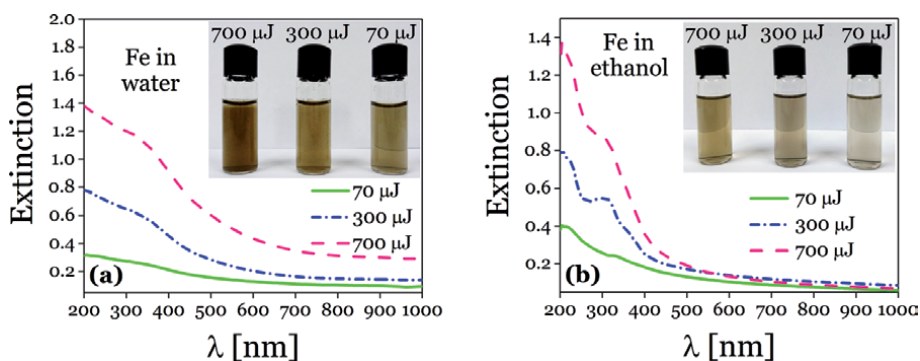 2.0
1.8
1.6
1.4
1.2
1.0
0.8
0.6
0.4
0.2
Extinction
Fe in
water
700 μJ 300 μJ 70 μJ
70 μJ
300 μJ
700 μJ
(a)
200 300 400 500 600 700 800 900 1000
λ [nm]
1.4
1.2
1.0
0.8
0.6
0.4
0.2
Extinction
Fe in
ethanol
700 μJ 300 μJ 70 μJ
70 μJ
300 μJ
700 μJ
(b)
200 300 400 500 600 700 800 900 1000
λ [nm]